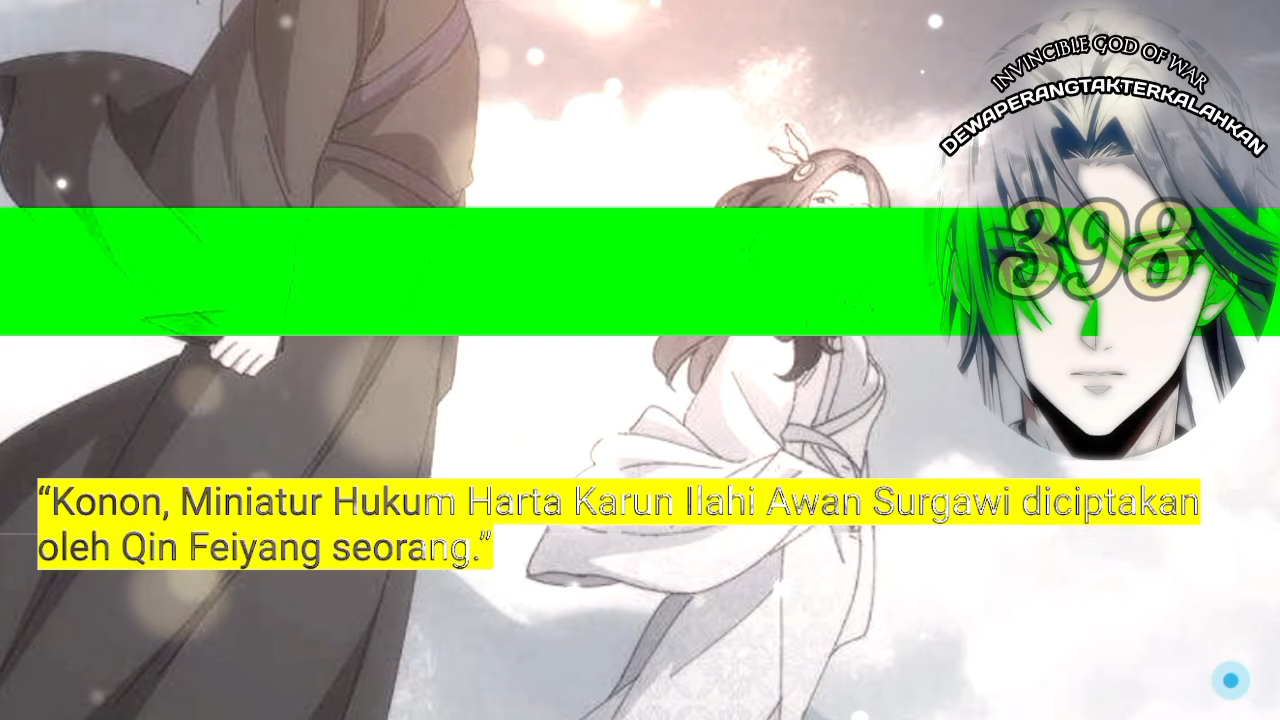 INVINCIBLE GOD OF WAR
DEWAPERANGTAKTERKALAHKAN
398
“Konon, Miniatur Hukum Harta Karun Ilahi Awan Surgawi diciptakan
oleh Qin Feiyang seorang.”